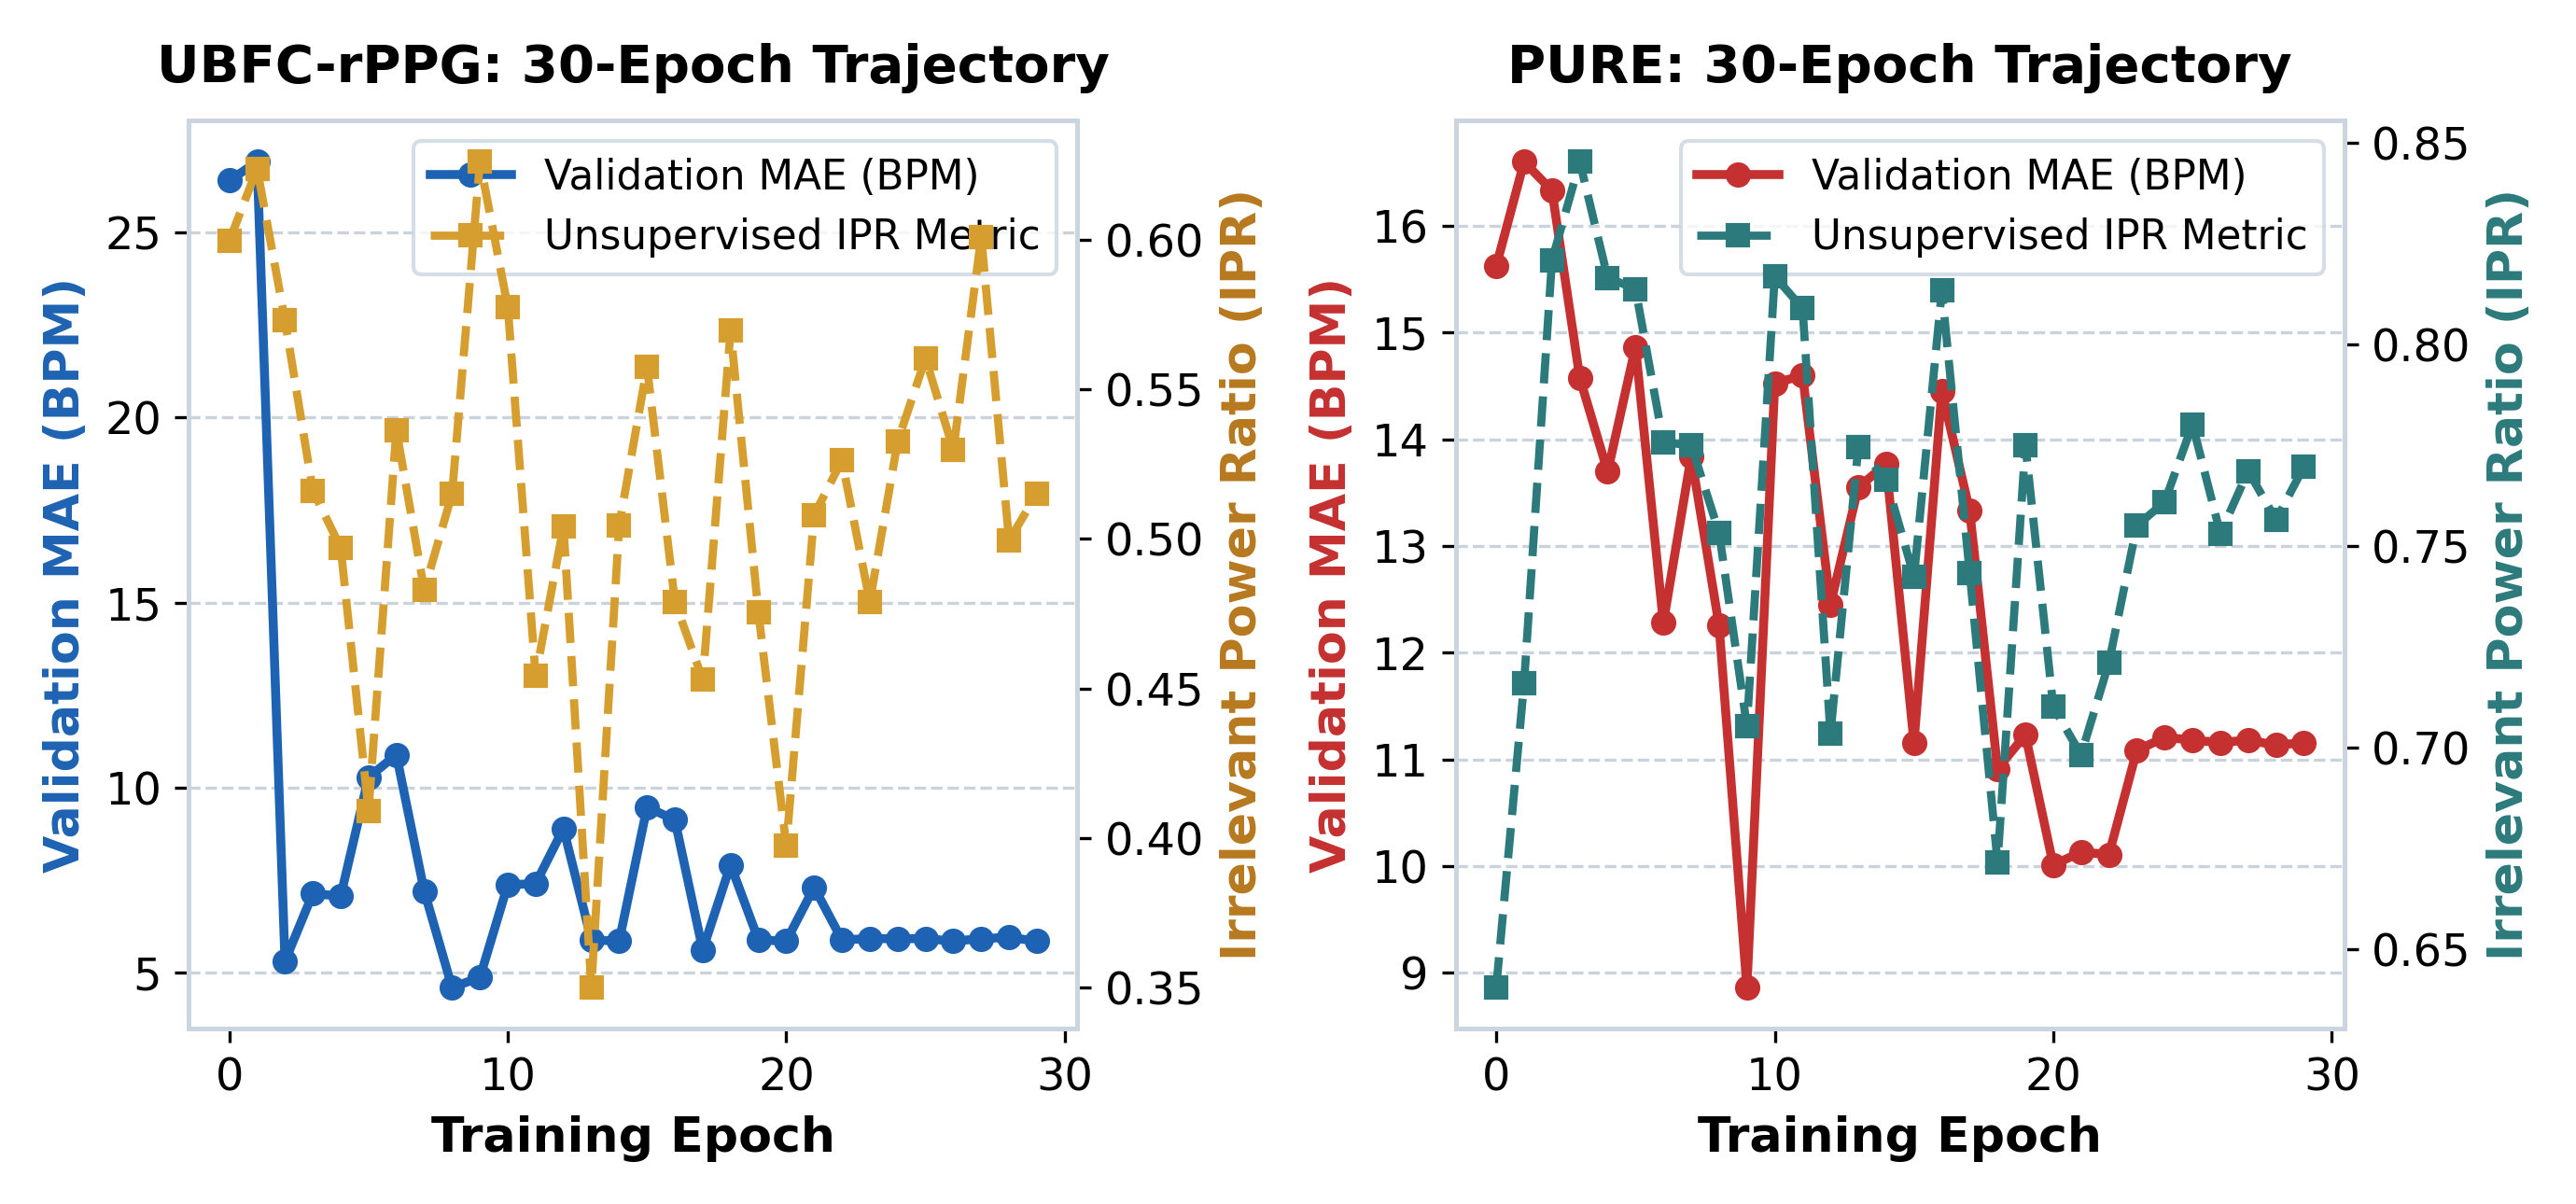 UBFC-rPPG: 30-Epoch Trajectory
Validation MAE (BPM)
Unsupervised IPR Metric
25
20
15
10
5
0.60
0.55
0.50
0.45
0.40
0.35
0 10 20 30
Validation MAE (BPM)
Irrelevant Power Ratio (IPR)
Training Epoch
PURE: 30-Epoch Trajectory
Validation MAE (BPM)
Unsupervised IPR Metric
16
15
14
13
12
11
10
9
0.85
0.80
0.75
0.70
0.65
0 10 20 30
Validation MAE (BPM)
Irrelevant Power Ratio (IPR)
Training Epoch